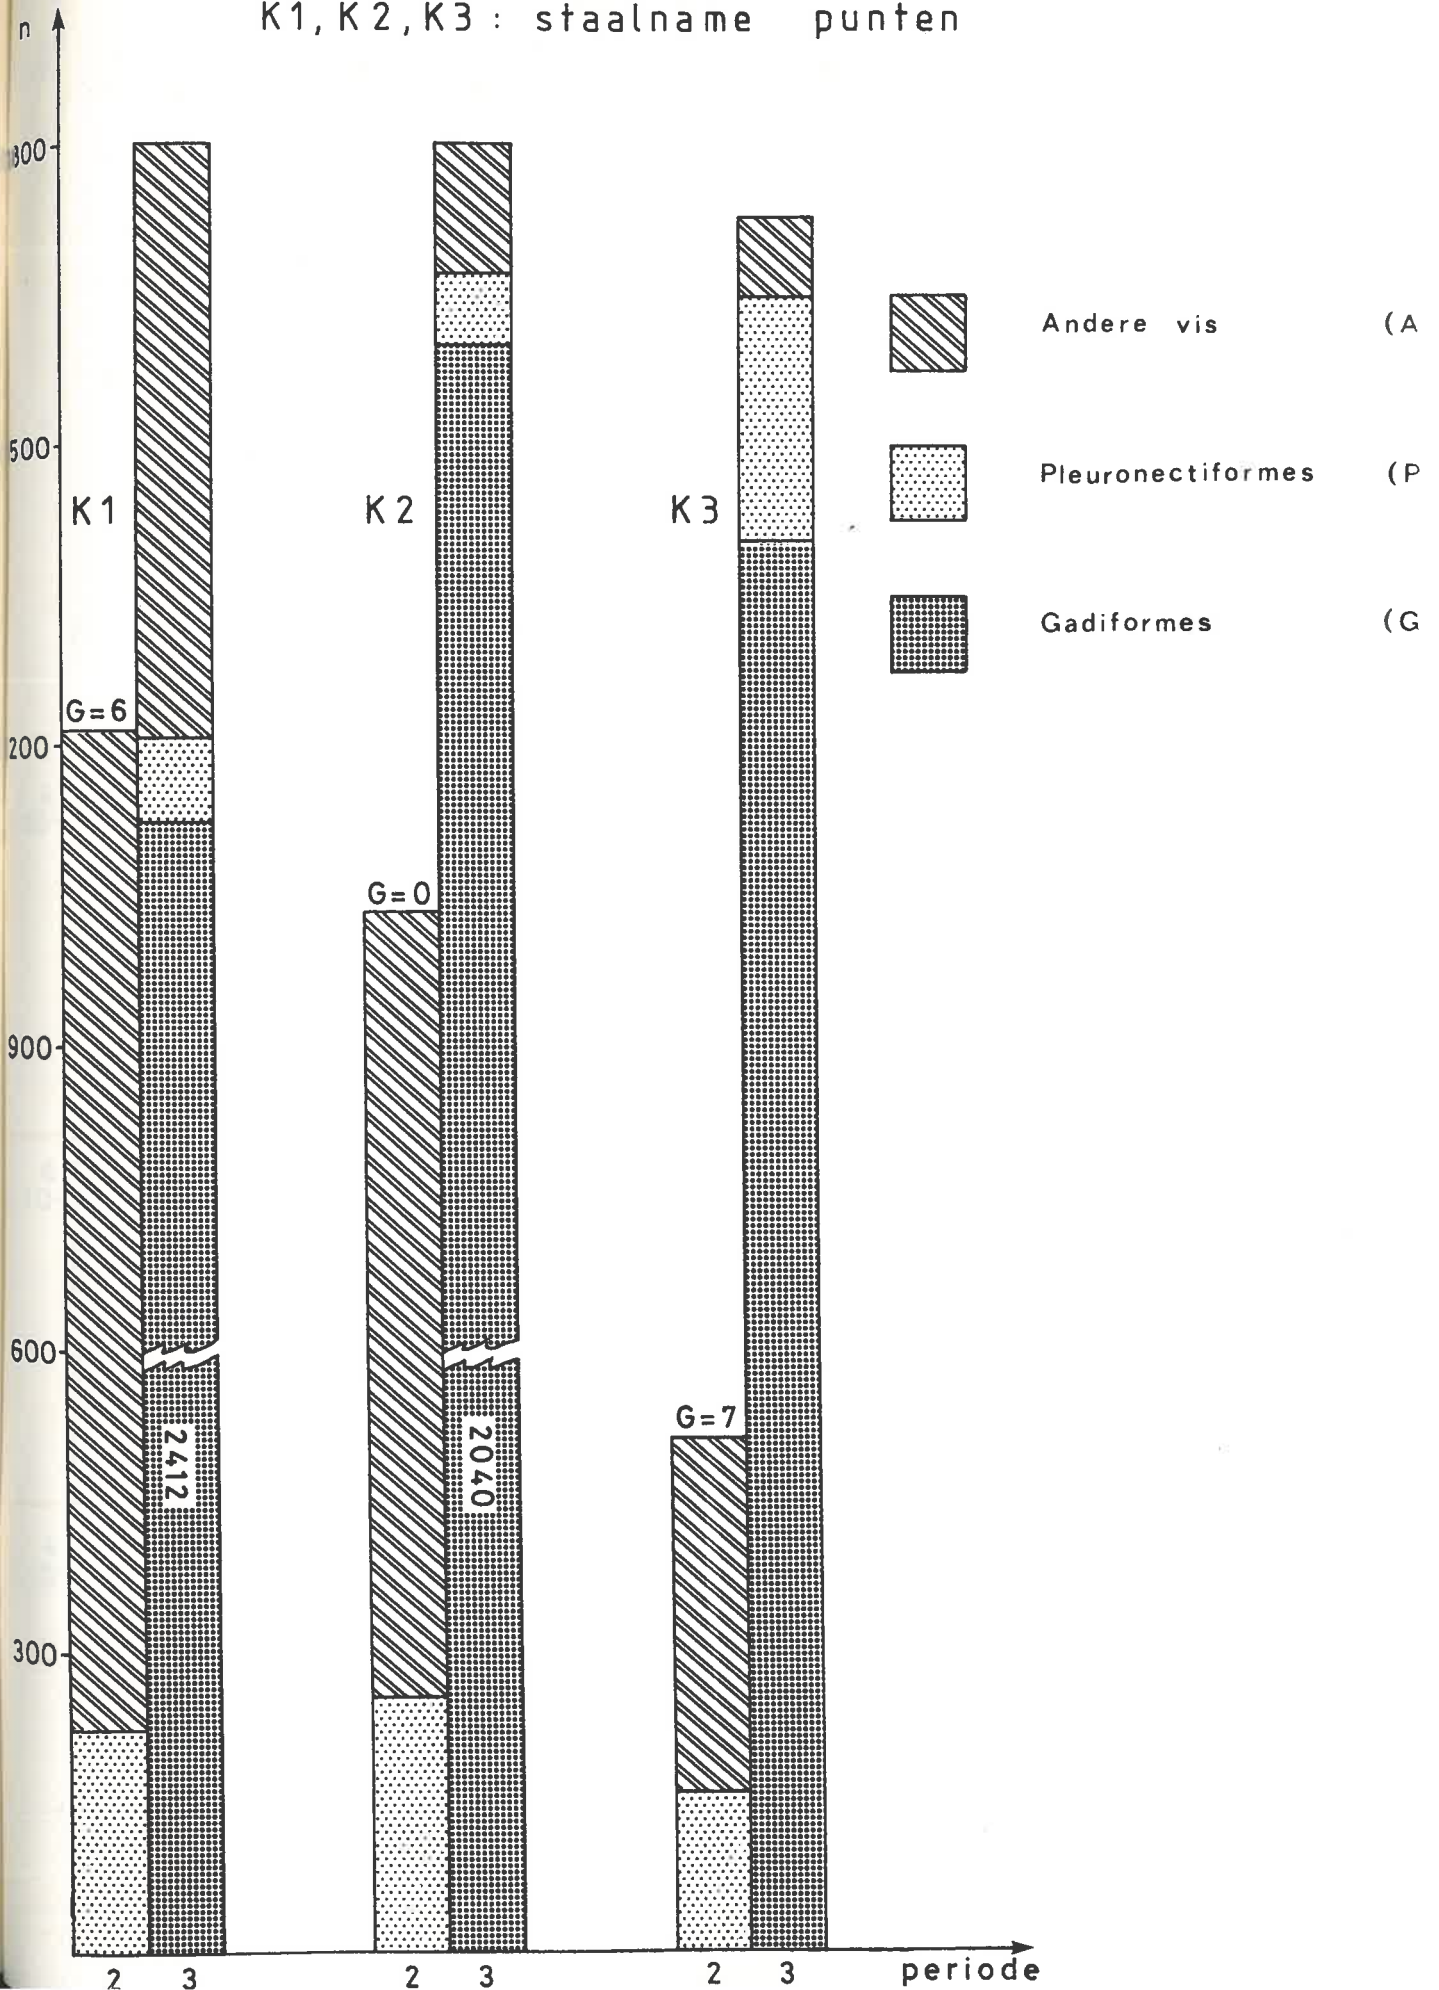 K1, K2, K3 : staalname punten
n
800
500
200
900
600
300
K1
K2
K3
G=6
G=0
G=7
2412
2040
Andere vis (A
Pleuronectiformes (P
Gadiformes (G
2 3 2 3 2 3 periode